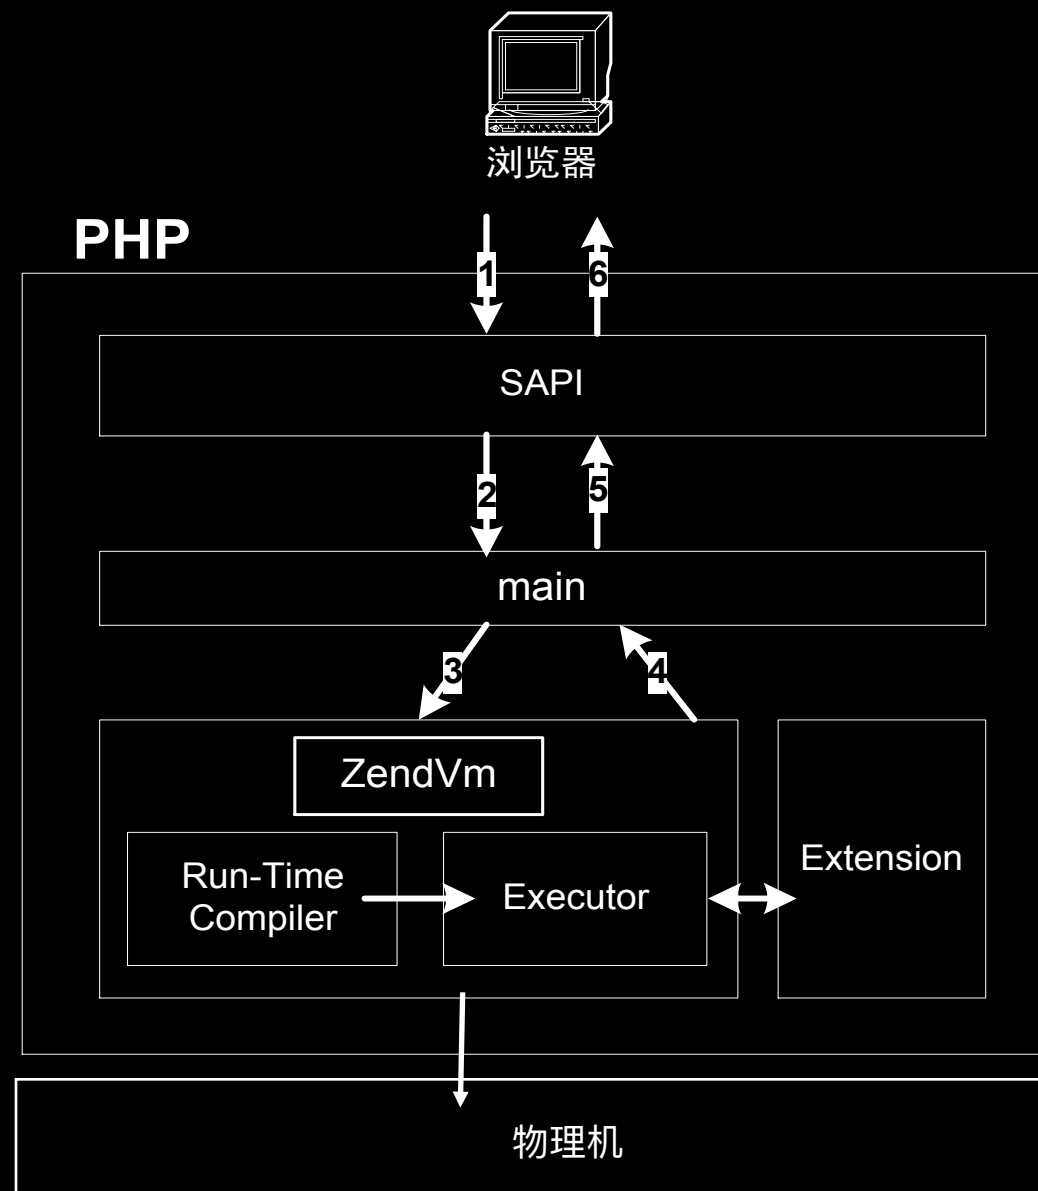 浏览器
PHP
1
6
SAPI
2
5
main
3
4
ZendVm
Run-Time
Compiler
Executor
Extension
物理机